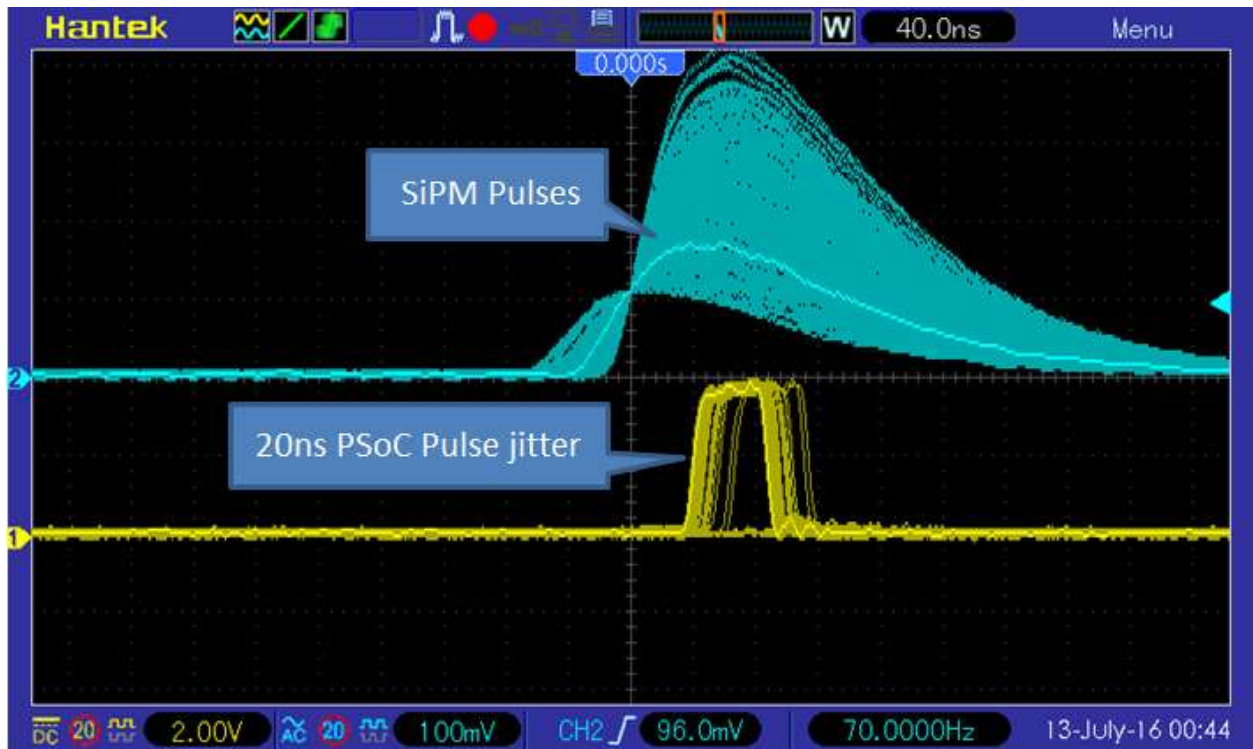 Hantek W 40.0ns Menu
0.000s
SiPM Pulses
2
20ns PSoC Pulse jitter
1
DC 20 2.00V AC 20 100mV CH2 96.0mV 70.0000Hz 13-July-16 00:44